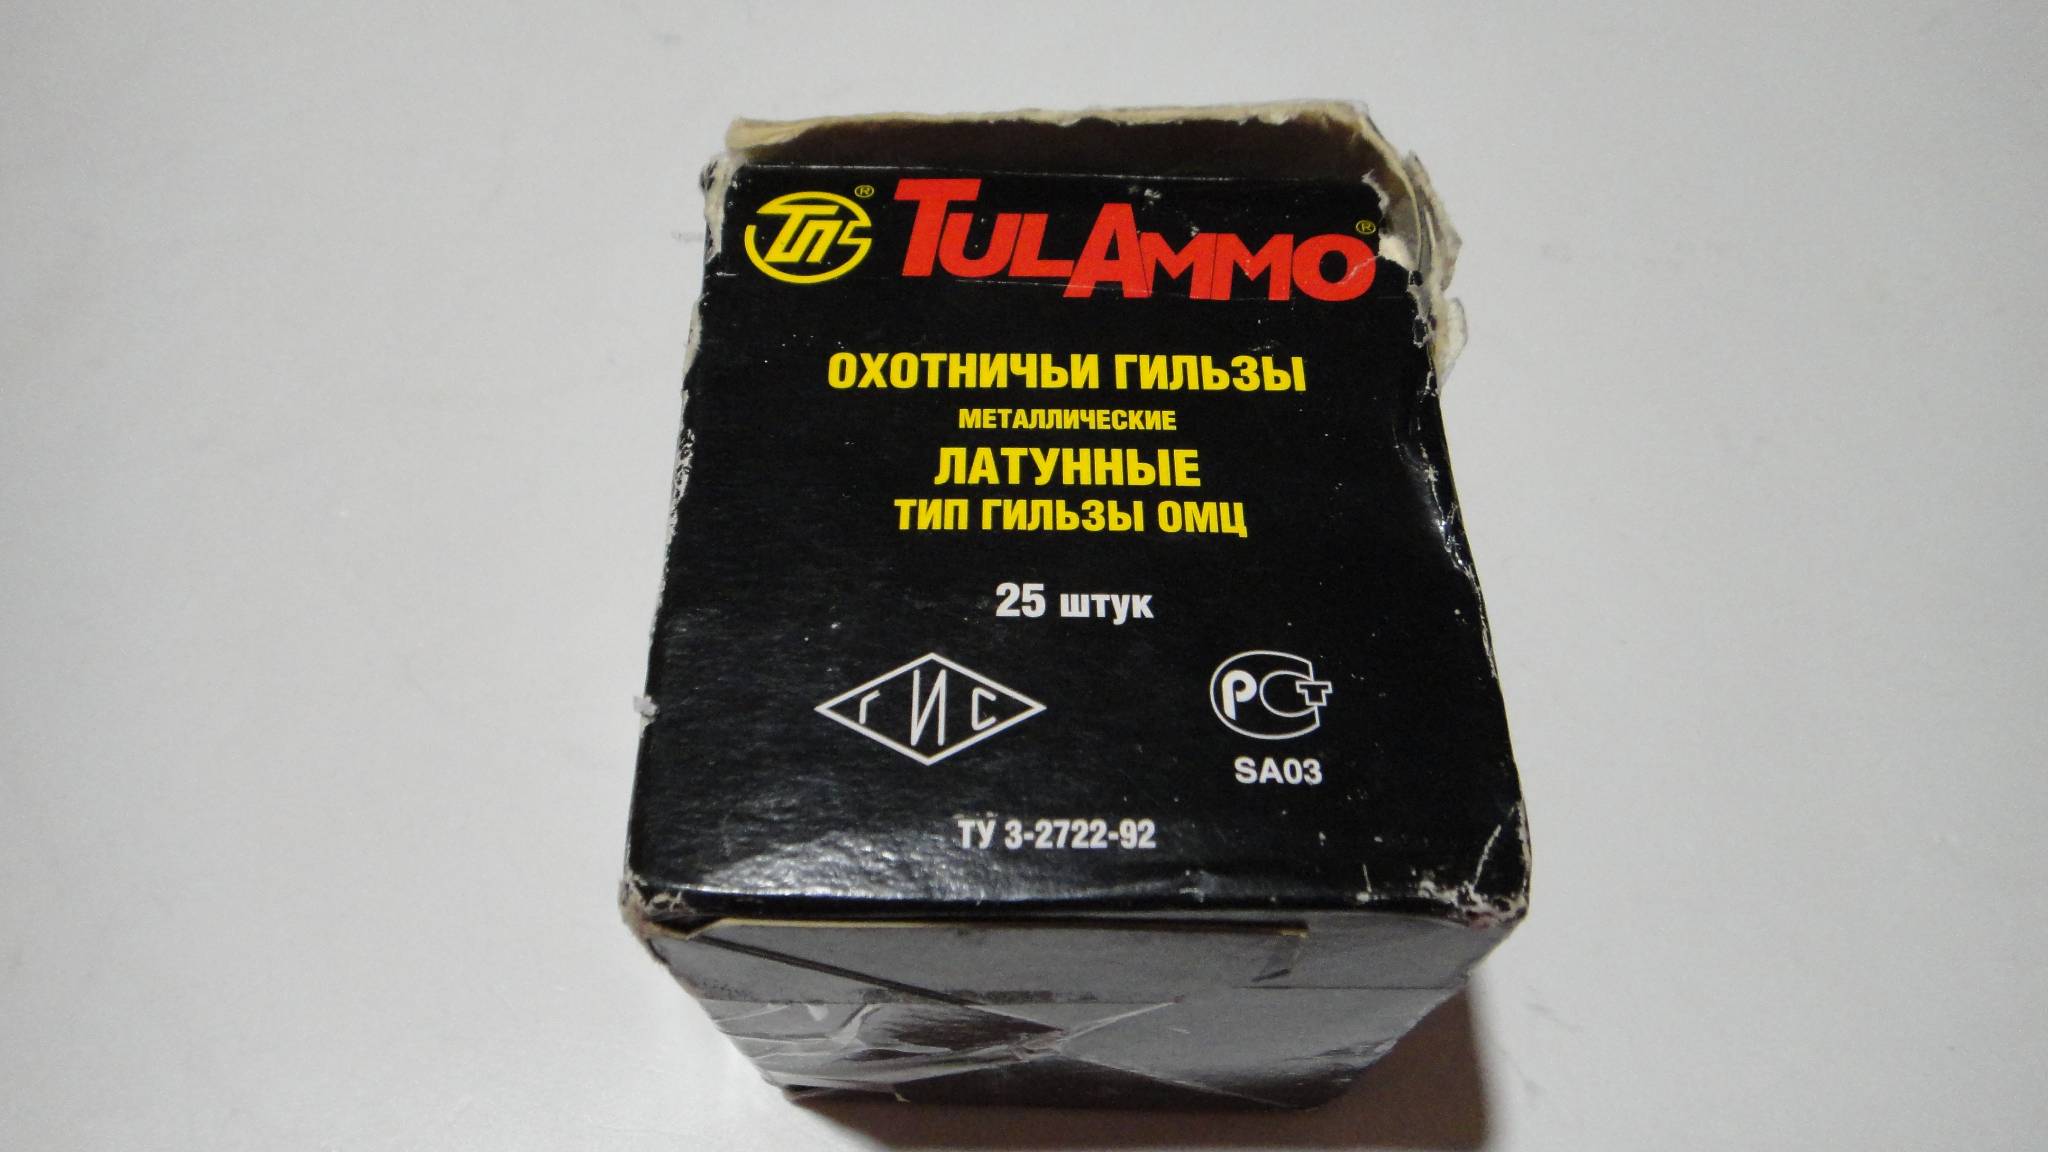 ТПЗ® TULAMMO®
ОХОТНИЧЬИ ГИЛЬЗЫ
МЕТАЛЛИЧЕСКИЕ
ЛАТУННЫЕ
ТИП ГИЛЬЗЫ ОМЦ
25 штук
ГИС РСТ
SA03
ТУ 3-2722-92